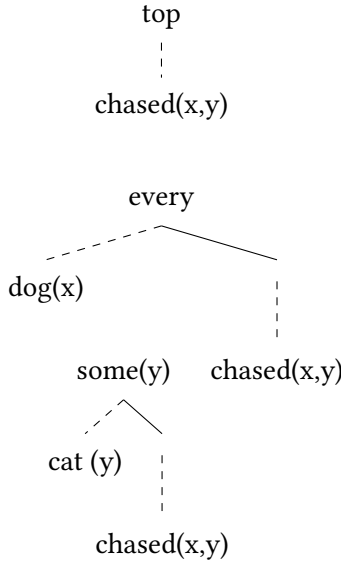 top
chased(x,y)
every
dog(x)
some(y) chased(x,y)
cat (y)
chased(x,y)